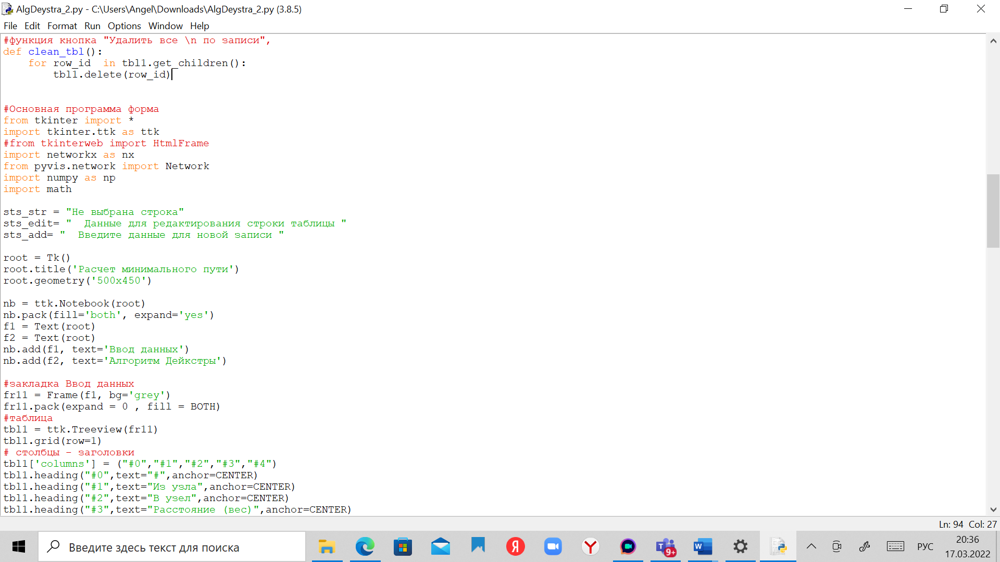 AlgDeystra_2.py - C:\Users\Angel\Downloads\AlgDeystra_2.py (3.8.5)
File Edit Format Run Options Window Help
#функция кнопка "Удалить все \n по записи",
def clean_tbl():
    for row_id  in tbl1.get_children():
        tbl1.delete(row_id)
#Основная программа форма
from tkinter import *
import tkinter.ttk as ttk
#from tkinterweb import HtmlFrame
import networkx as nx
from pyvis.network import Network
import numpy as np
import math
sts_str = "Не выбрана строка"
sts_edit= "  Данные для редактирования строки таблицы "
sts_add= "  Введите данные для новой записи "
root = Tk()
root.title('Расчет минимального пути')
root.geometry('500x450')
nb = ttk.Notebook(root)
nb.pack(fill='both', expand='yes')
f1 = Text(root)
f2 = Text(root)
nb.add(f1, text='Ввод данных')
nb.add(f2, text='Алгоритм Дейкстры')
#закладка Ввод данных
fr11 = Frame(f1, bg='grey')
fr11.pack(expand = 0 , fill = BOTH)
#таблица
tbl1 = ttk.Treeview(fr11)
tbl1.grid(row=1)
# столбцы - заголовки
tbl1['columns'] = ("#0","#1","#2","#3","#4")
tbl1.heading("#0",text="#",anchor=CENTER)
tbl1.heading("#1",text="Из узла",anchor=CENTER)
tbl1.heading("#2",text="В узел",anchor=CENTER)
tbl1.heading("#3",text="Расстояние (вес)",anchor=CENTER)
Ln: 94 Col: 27
Введите здесь текст для поиска
Я
Y
T
9+
W
РУС
20:36
17.03.2022